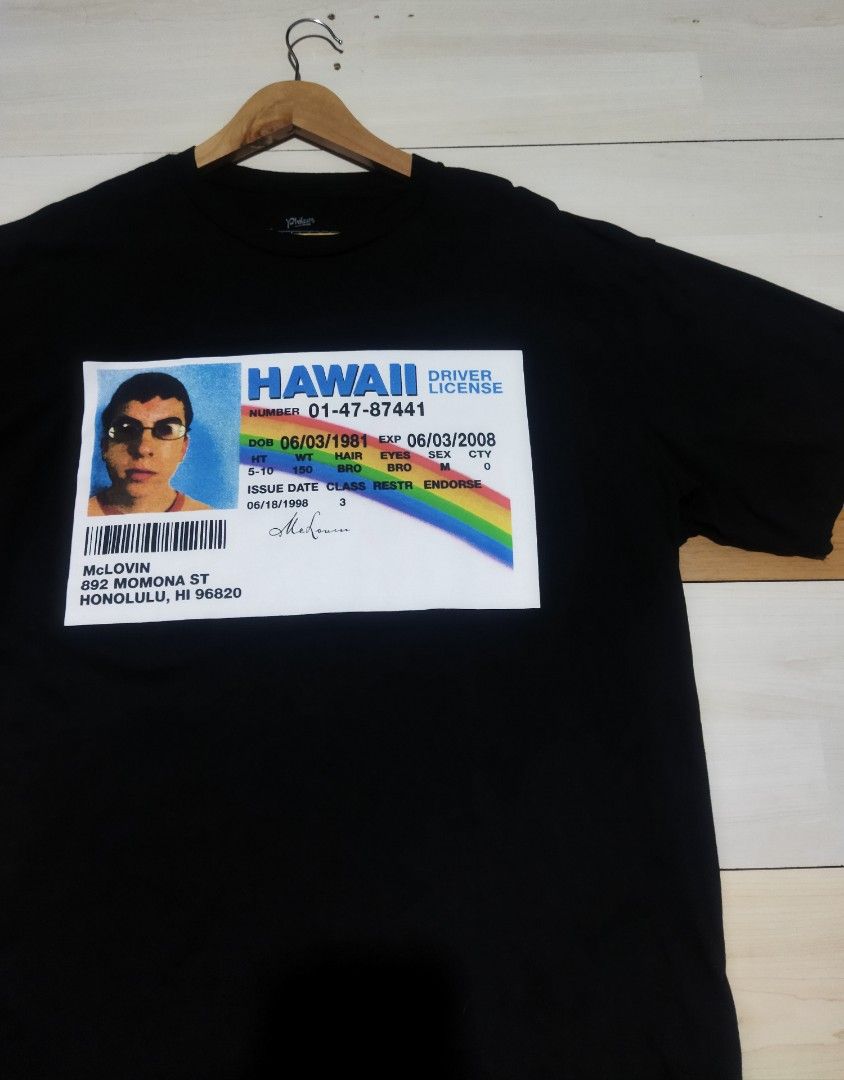 HAWAII DRIVER LICENSE
NUMBER 01-47-87441
DOB 06/03/1981 EXP 06/03/2008
HT WT HAIR EYES SEX CTY
5-10 150 BRO BRO M 0
ISSUE DATE CLASS RESTR ENDORSE
06/18/1998 3
McLovin
McLOVIN
892 MOMONA ST
HONOLULU, HI 96820